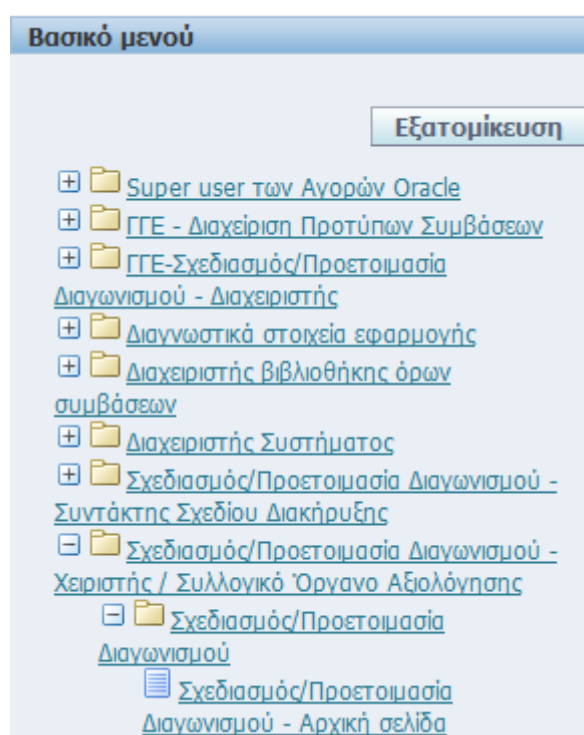 Βασικό μενού
Εξατομίκευση
Super user των Αγορών Oracle
ΓΓΕ - Διαχείριση Προτύπων Συμβάσεων
ΓΓΕ-Σχεδιασμός/Προετοιμασία
Διαγωνισμού - Διαχειριστής
Διαγνωστικά στοιχεία εφαρμογής
Διαχειριστής βιβλιοθήκης όρων
συμβάσεων
Διαχειριστής Συστήματος
Σχεδιασμός/Προετοιμασία Διαγωνισμού -
Συντάκτης Σχεδίου Διακήρυξης
Σχεδιασμός/Προετοιμασία Διαγωνισμού -
Χειριστής / Συλλογικό Όργανο Αξιολόγησης
Σχεδιασμός/Προετοιμασία
Διαγωνισμού
Σχεδιασμός/Προετοιμασία
Διαγωνισμού - Αρχική σελίδα